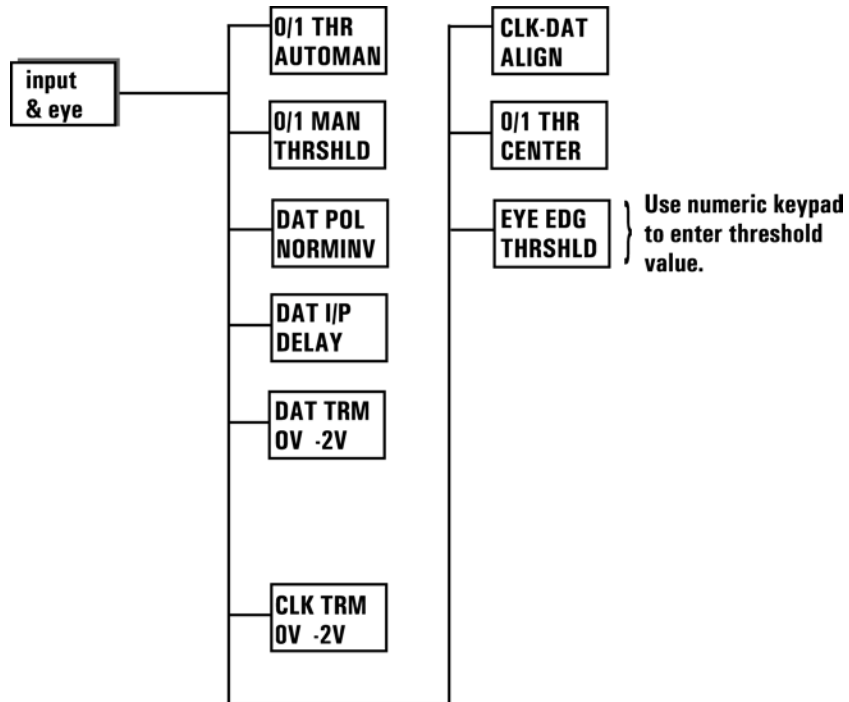 input
& eye
0/1 THR
AUTOMAN
0/1 MAN
THRSHLD
DAT POL
NORMINV
DAT I/P
DELAY
DAT TRM
0V -2V
CLK TRM
0V -2V
CLK-DAT
ALIGN
0/1 THR
CENTER
EYE EDG
THRSHLD
Use numeric keypad
to enter threshold
value.